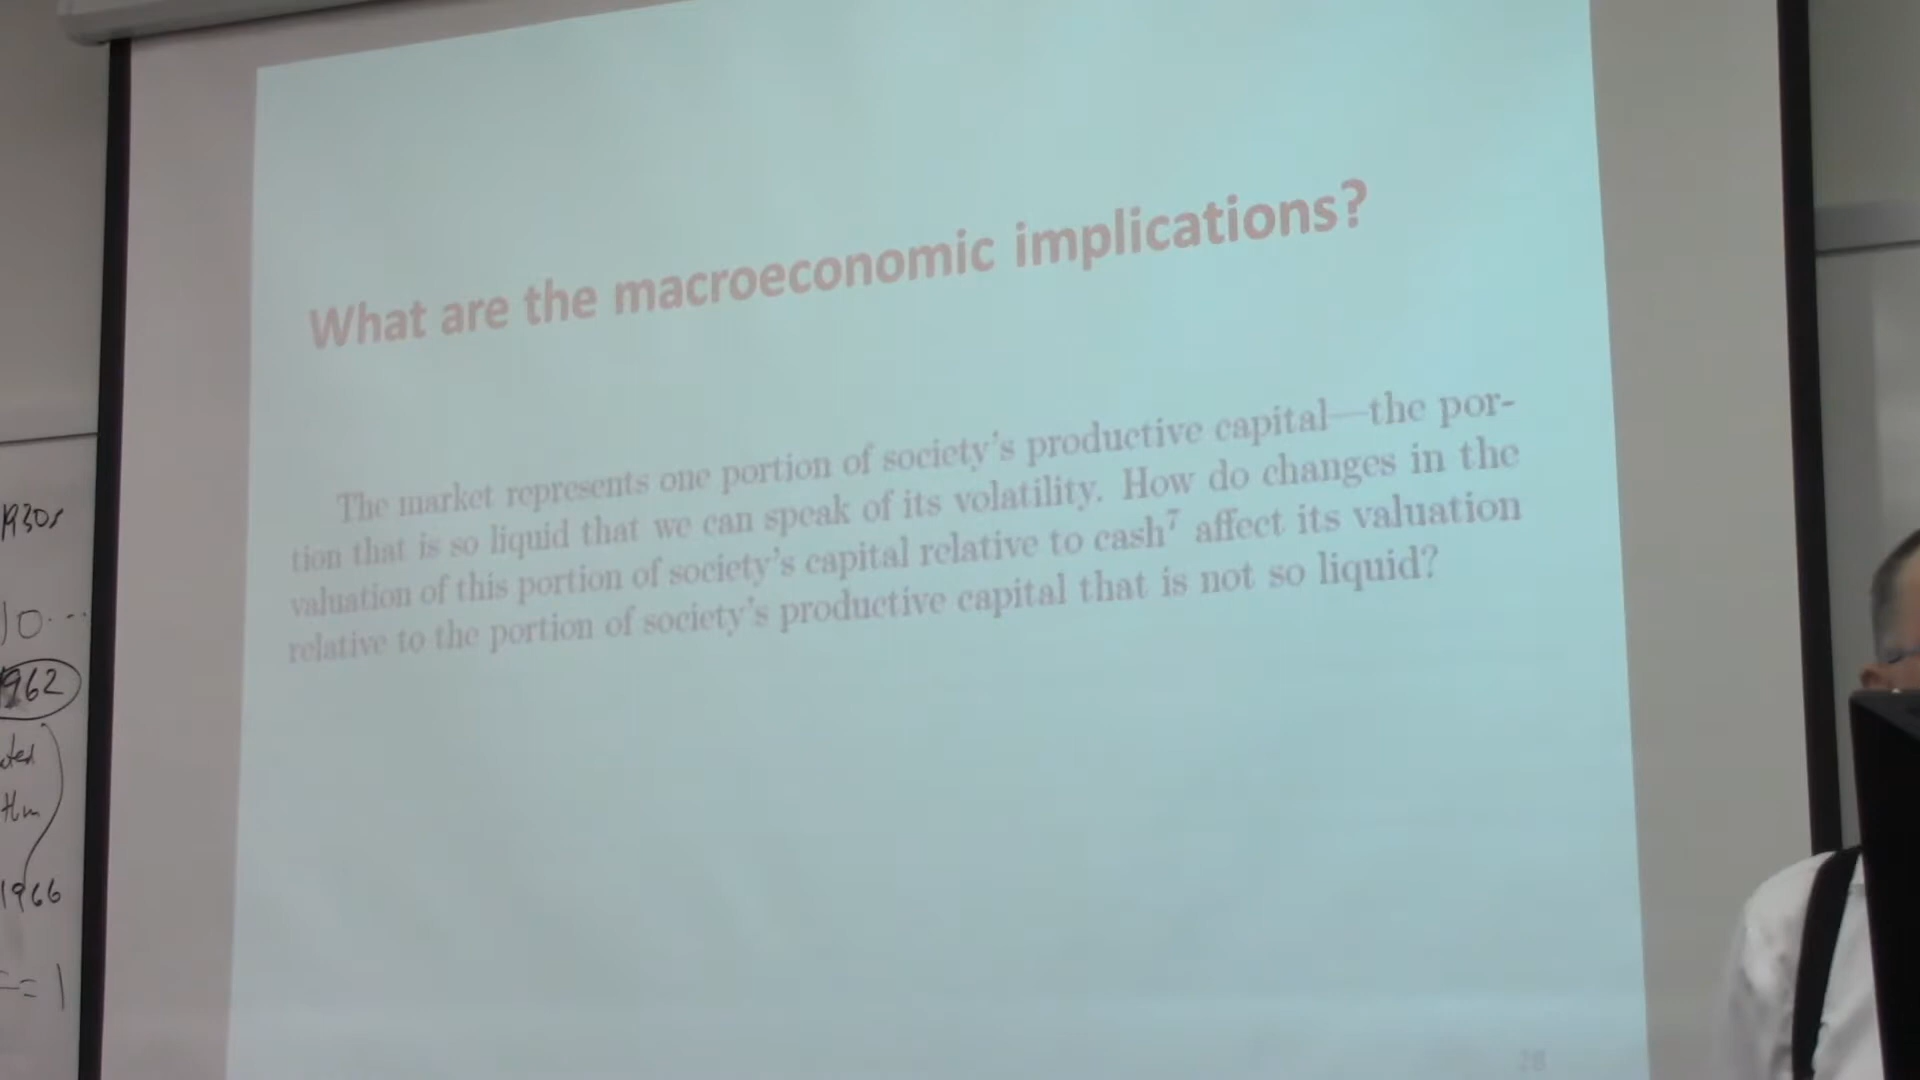 What are the macroeconomic implications?
The market represents one portion of society's productive capital—the por-
tion that is so liquid that we can speak of its volatility. How do changes in the
valuation of this portion of society's capital relative to cash⁷ affect its valuation
relative to the portion of society's productive capital that is not so liquid?
1930s
10...
1962
1966
= 1